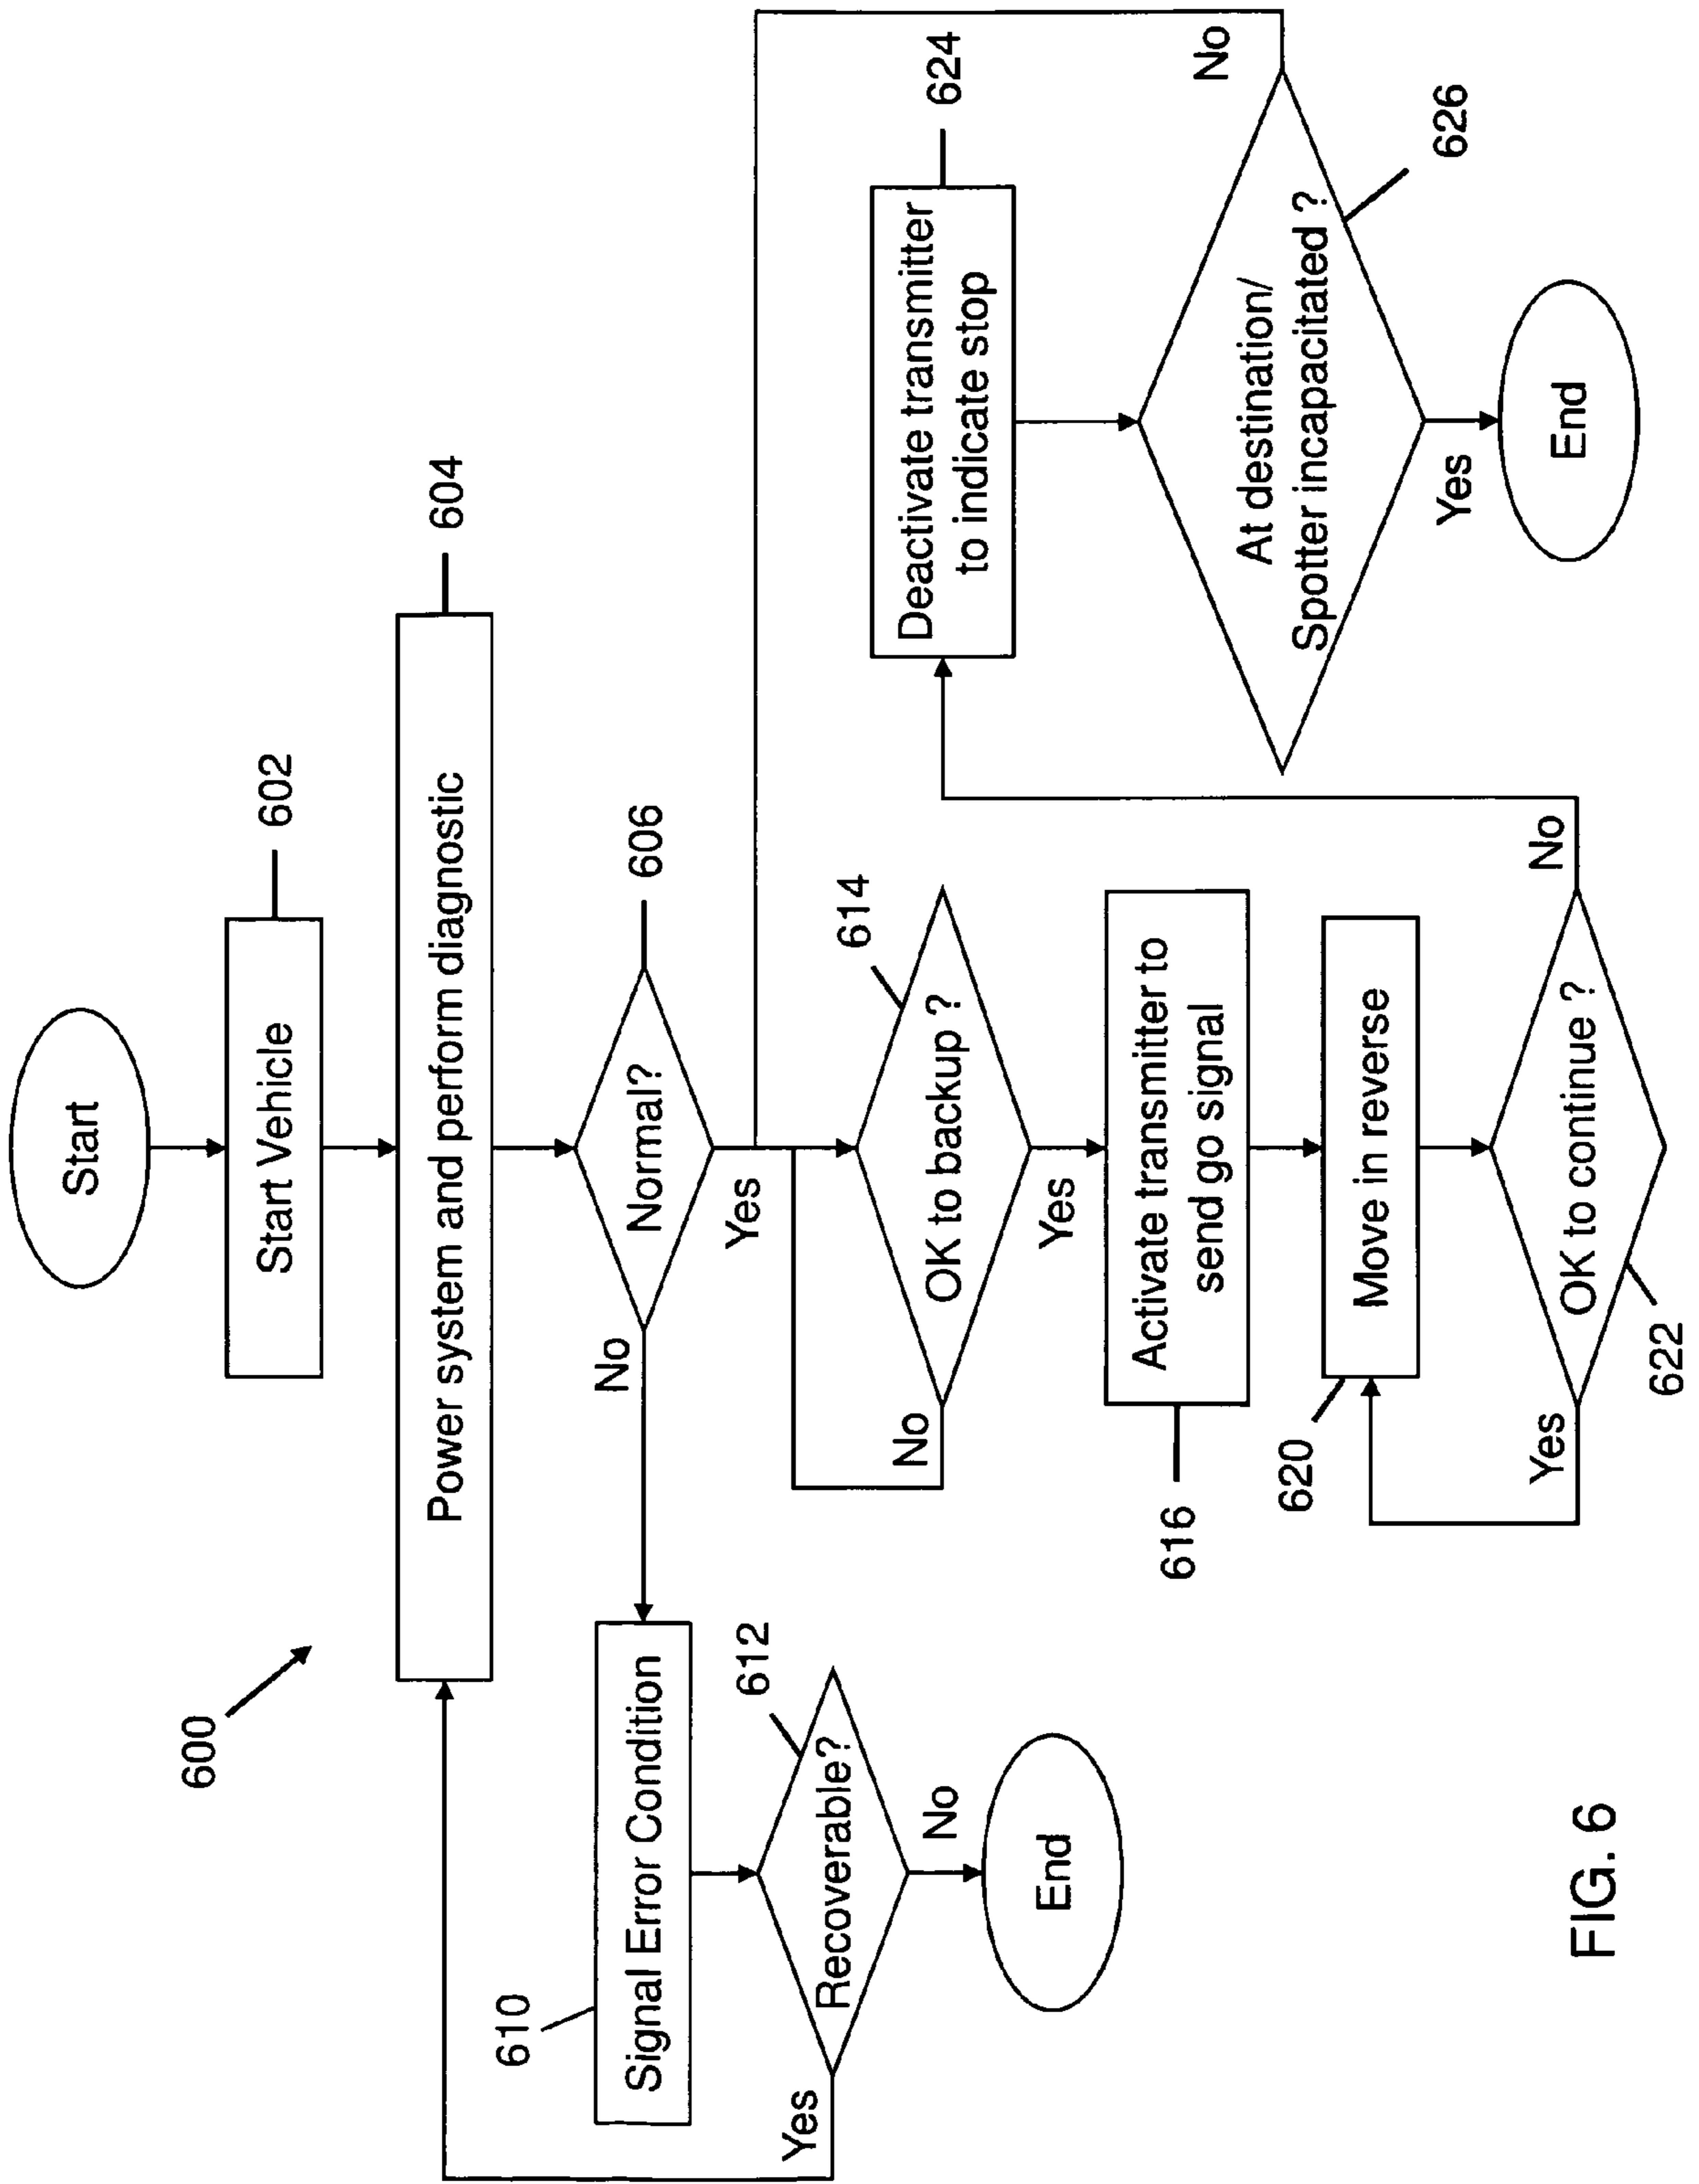 600
Start
Start Vehicle
602
Power system and perform diagnostic
604
Normal?
606
No
Yes
610
Signal Error Condition
612
Recoverable?
Yes
No
End
614
OK to backup ?
No
Yes
616
Activate transmitter to
send go signal
620
Move in reverse
622
OK to continue ?
Yes
No
624
Deactivate transmitter
to indicate stop
626
At destination/
Spotter incapacitated ?
No
Yes
End
FIG. 6